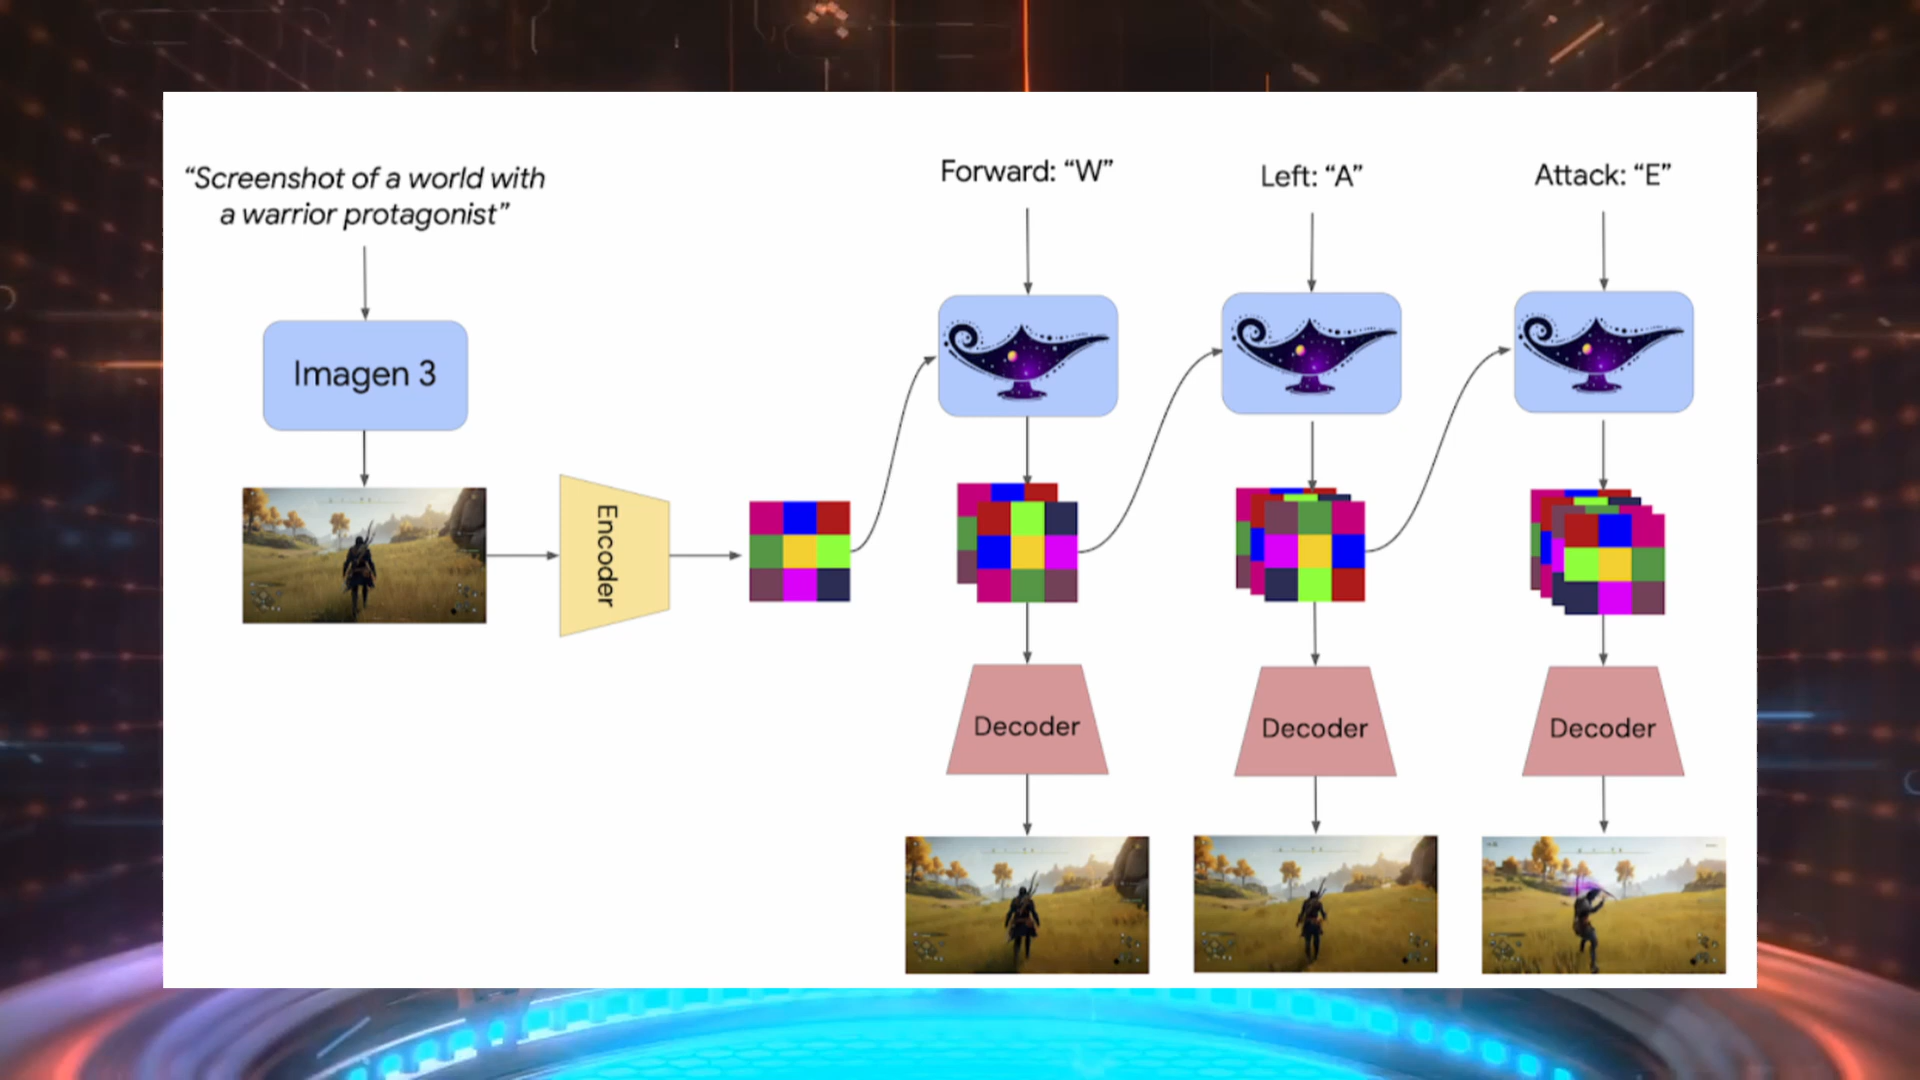 “Screenshot of a world with
a warrior protagonist”
Imagen 3
Encoder
Forward: “W”
Left: “A”
Attack: “E”
Decoder
Decoder
Decoder